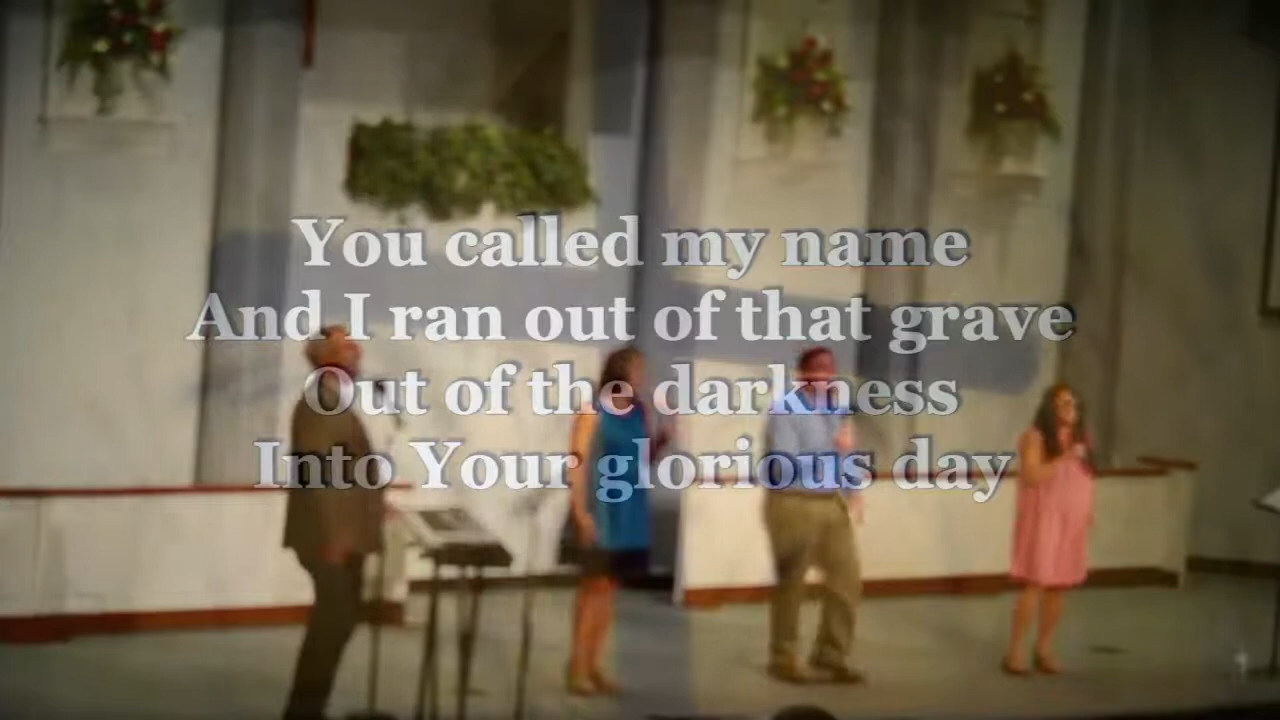 You called my name
And I ran out of that grave
Out of the darkness
Into Your glorious day